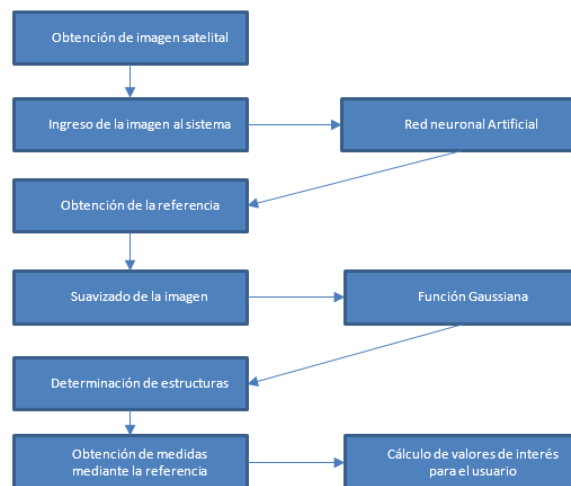 Obtención de imagen satelital
Ingreso de la imagen al sistema
Red neuronal Artificial
Obtención de la referencia
Suavizado de la imagen
Función Gaussiana
Determinación de estructuras
Obtención de medidas
mediante la referencia
Cálculo de valores de interés
para el usuario